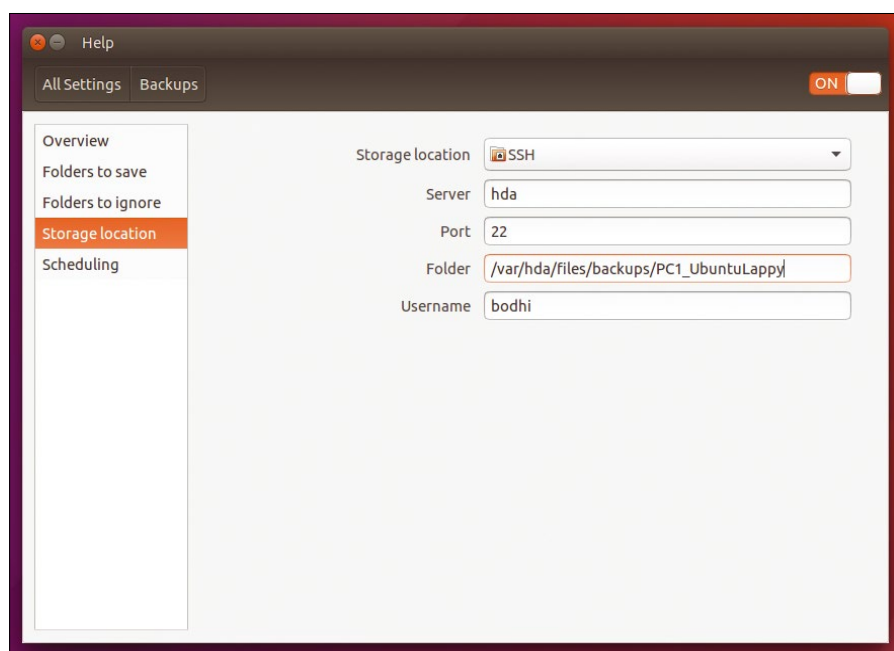 Help
All Settings Backups
ON
Overview
Folders to save
Folders to ignore
Storage location
Scheduling
Storage location SSH
Server hda
Port 22
Folder /var/hda/files/backups/PC1_UbuntuLappy
Username bodhi